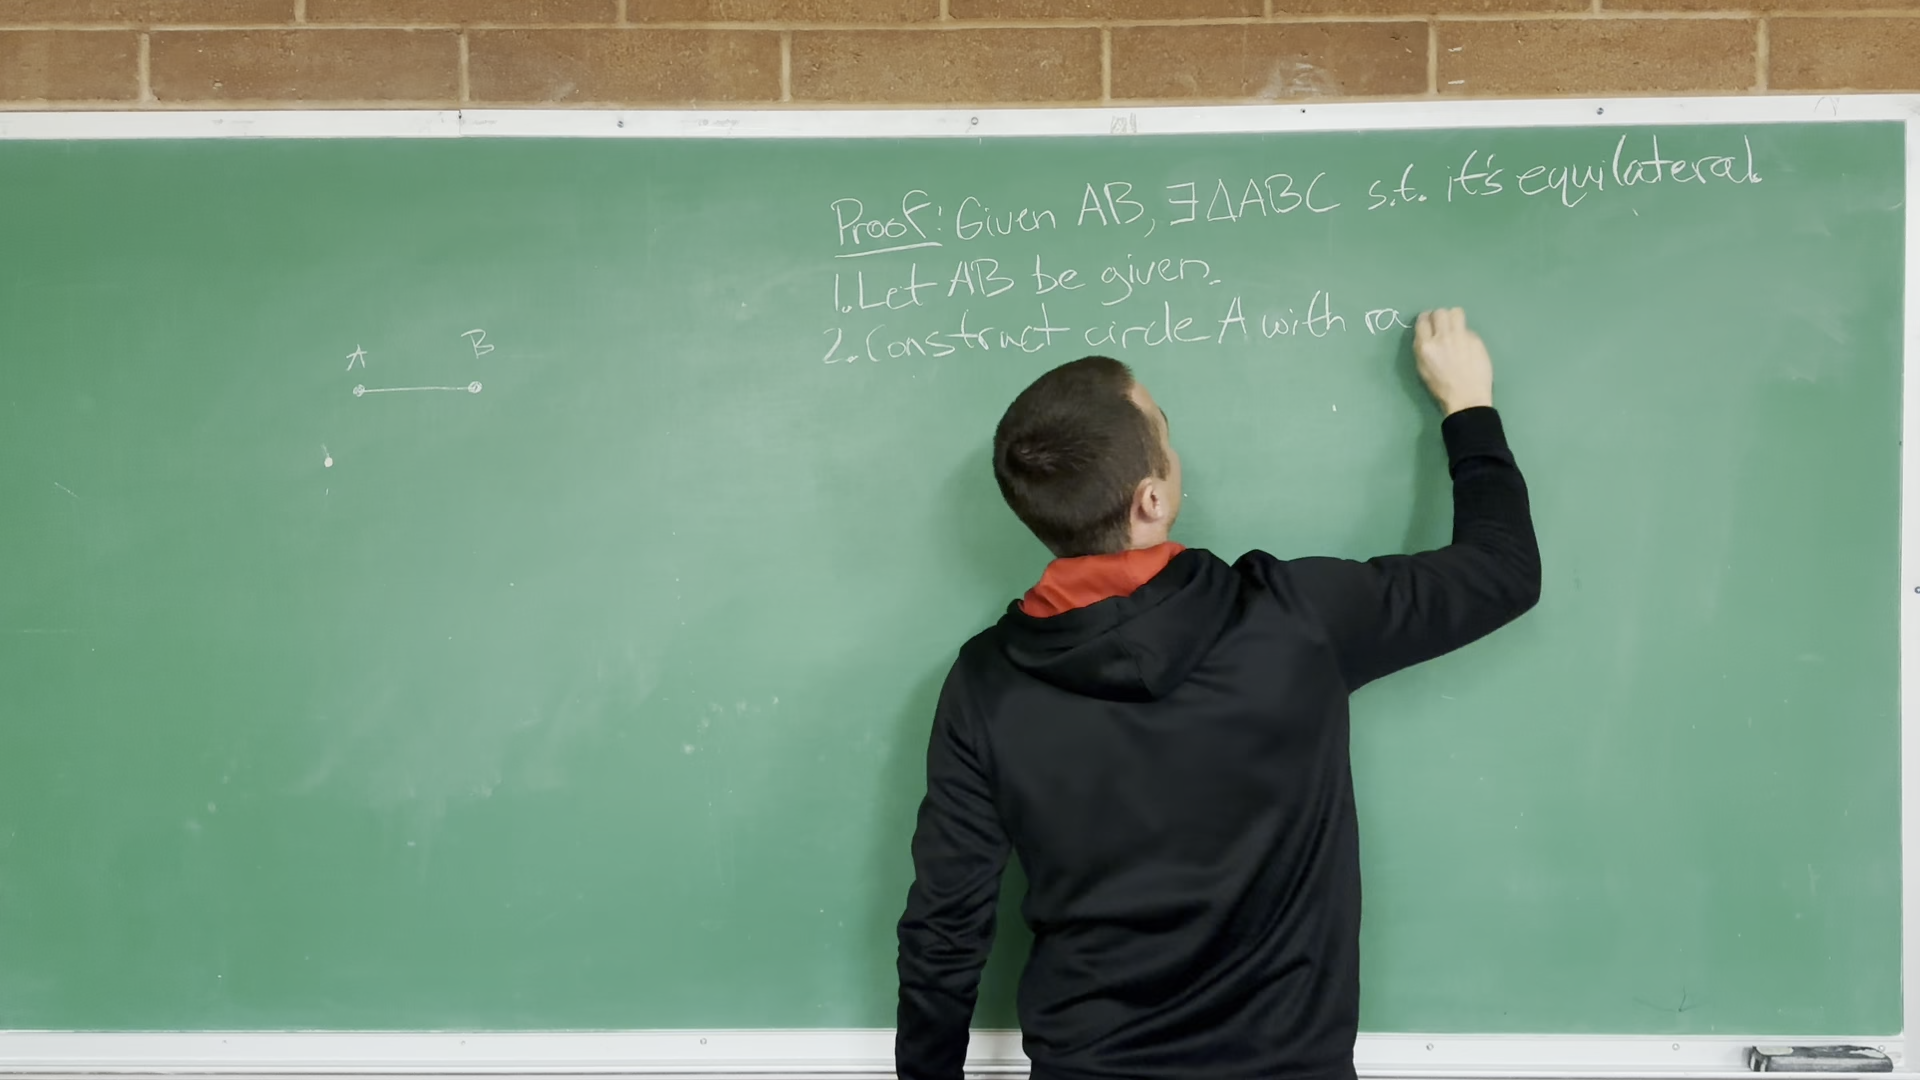 Proof: Given AB, ∃ΔABC s.t. it's equilateral.
1. Let AB be given.
2. Construct circle A with ra
A B